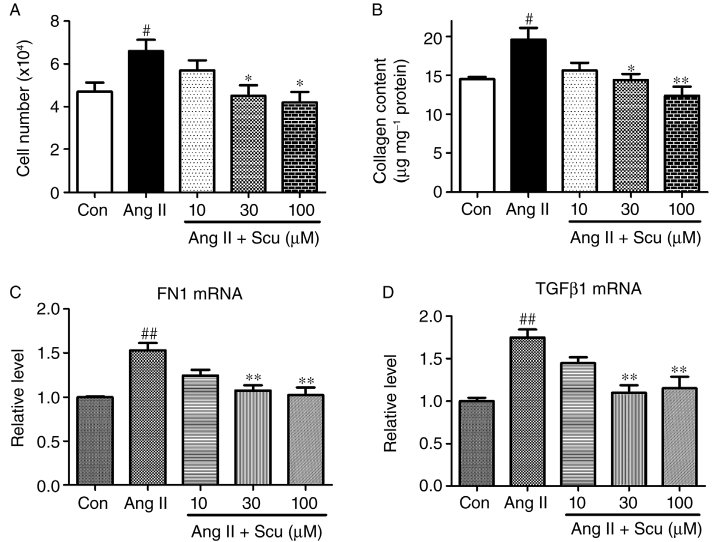 A
Cell number (x10⁴)
8
6
4
2
0
#
*
*
Con
Ang II
10
30
100
Ang II + Scu (μM)
B
Collagen content
(μg mg⁻¹ protein)
20
15
10
5
0
#
*
**
Con
Ang II
10
30
100
Ang II + Scu (μM)
C
FN1 mRNA
Relative level
2.0
1.5
1.0
0.5
0.0
##
**
**
Con
Ang II
10
30
100
Ang II + Scu (μM)
D
TGFβ1 mRNA
Relative level
2.0
1.5
1.0
0.5
0.0
##
**
**
Con
Ang II
10
30
100
Ang II + Scu (μM)